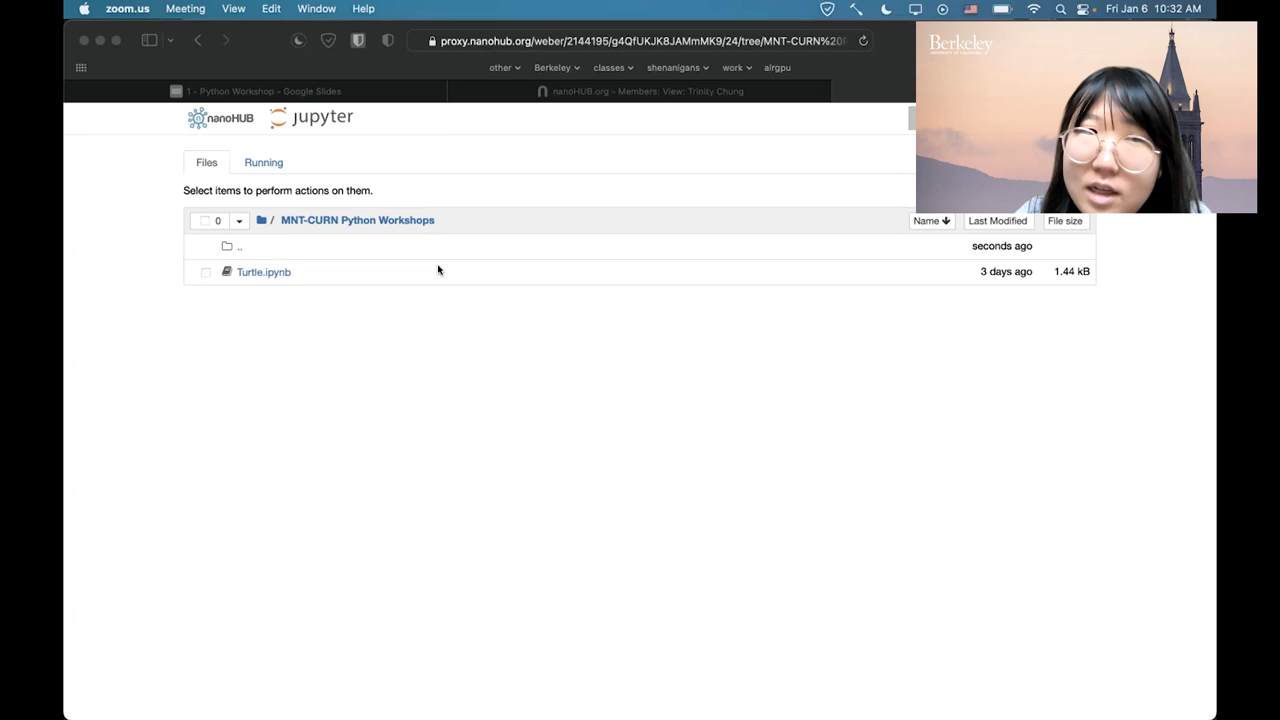 zoom.us Meeting View Edit Window Help Fri Jan 6 10:32 AM
proxy.nanohub.org/weber/2144195/g4QfUKJK8JAMmMK9/24/tree/MNT-CURN%20
other Berkeley classes shenanigans work airgpu
1 - Python Workshop - Google Slides nanoHUB.org - Members: View: Trinity Chung
Berkeley
UNIVERSITY OF CALIFORNIA
nanoHUB jupyter
Files Running
Select items to perform actions on them.
0 / MNT-CURN Python Workshops Name Last Modified File size
.. seconds ago
Turtle.ipynb 3 days ago 1.44 kB